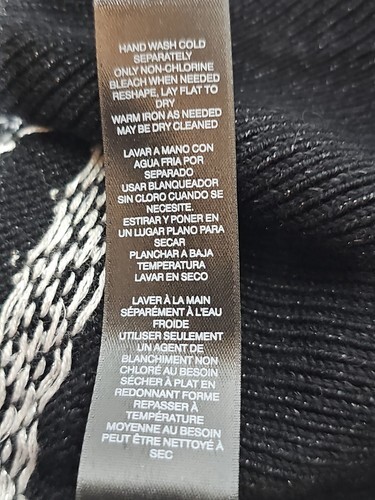 HAND WASH COLD
SEPARATELY
ONLY NON-CHLORINE
BLEACH WHEN NEEDED
RESHAPE, LAY FLAT TO
DRY
WARM IRON AS NEEDED
MAY BE DRY CLEANED
LAVAR A MANO CON
AGUA FRIA POR
SEPARADO
USAR BLANQUEADOR
SIN CLORO CUANDO SE
NECESITE.
ESTIRAR Y PONER EN
UN LUGAR PLANO PARA
SECAR
PLANCHAR A BAJA
TEMPERATURA
LAVAR EN SECO
LAVER À LA MAIN
SÉPARÉMENT À L'EAU
FROIDE
UTILISER SEULEMENT
UN AGENT DE
BLANCHIMENT NON
CHLORÉ AU BESOIN
SÉCHER À PLAT EN
REDONNANT FORME
REPASSER À
TEMPÉRATURE
MOYENNE AU BESOIN
PEUT ÊTRE NETTOYÉ À
SEC